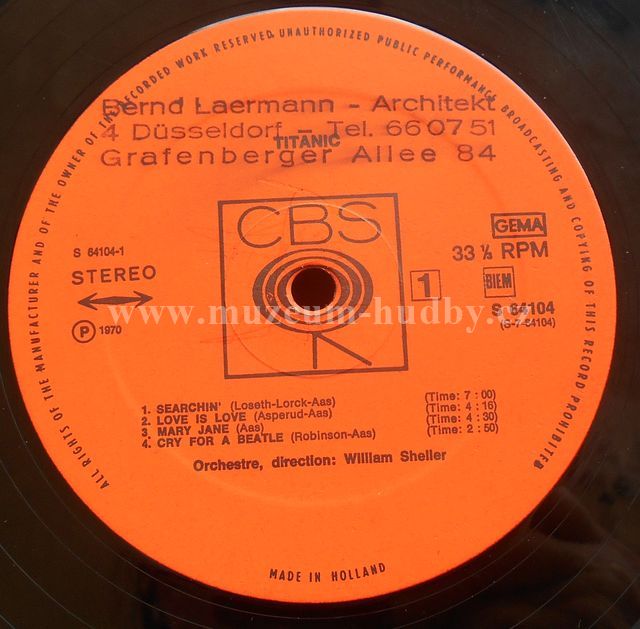 ALL RIGHTS OF THE MANUFACTURER AND OF THE OWNER OF THE RECORDED WORK RESERVED. UNAUTHORIZED PUBLIC PERFORMANCE BROADCASTING AND COPYING OF THIS RECORD PROHIBITED
Bernd Laermann - Architekt
4 Düsseldorf - Tel. 66 07 51
TITANIC
Grafenberger Allee 84
CBS
GEMA
S 64104-1
33 ⅓ RPM
STEREO
1
BIEM
S 64104
(S-7-64104)
www.muzeum-hudby.cz
Ⓟ 1970
1. SEARCHIN' (Loseth-Lorck-Aas) (Time: 7 : 00)
2. LOVE IS LOVE (Asperud-Aas) (Time: 4 : 16)
3. MARY JANE (Aas) (Time: 4 : 30)
4. CRY FOR A BEATLE (Robinson-Aas) (Time: 2 : 50)
Orchestre, direction: William Sheller
MADE IN HOLLAND